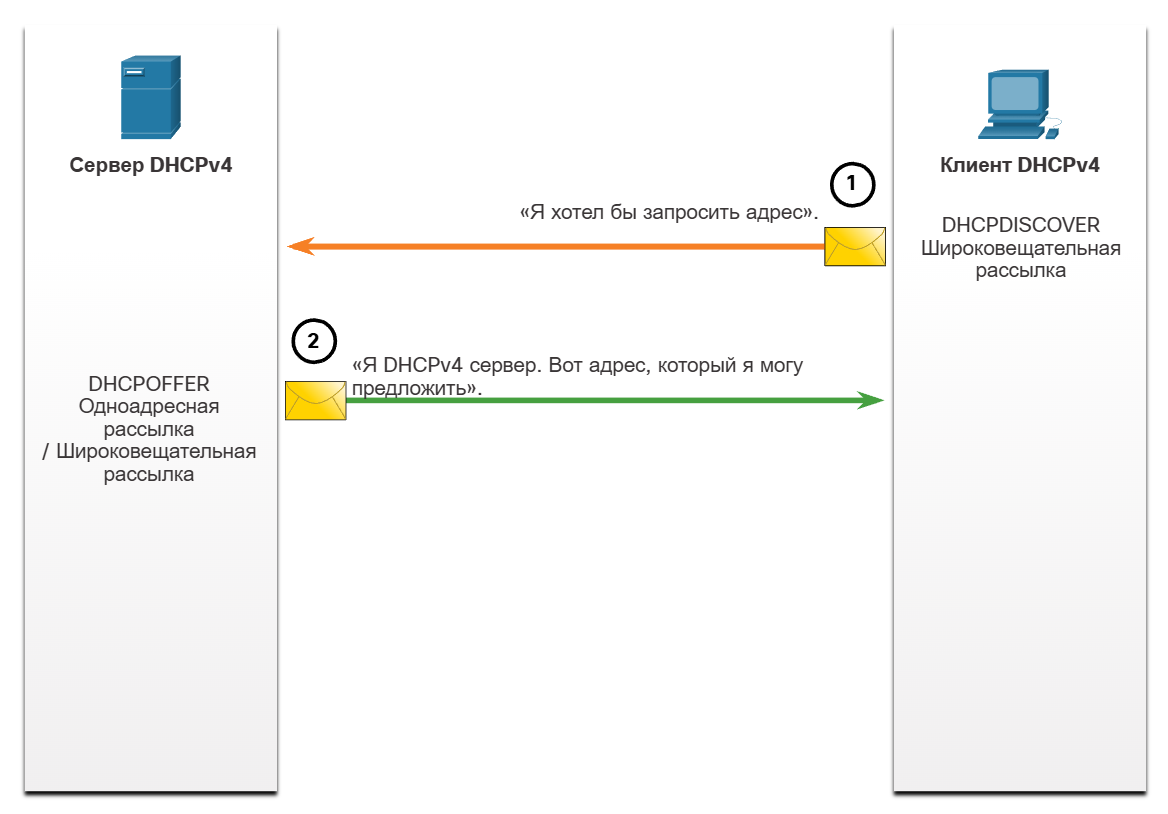 Сервер DHCPv4
Клиент DHCPv4
1
«Я хотел бы запросить адрес».
DHCPDISCOVER
Широковещательная
рассылка
2
«Я DHCPv4 сервер. Вот адрес, который я могу
предложить».
DHCPOFFER
Одноадресная
рассылка
/ Широковещательная
рассылка